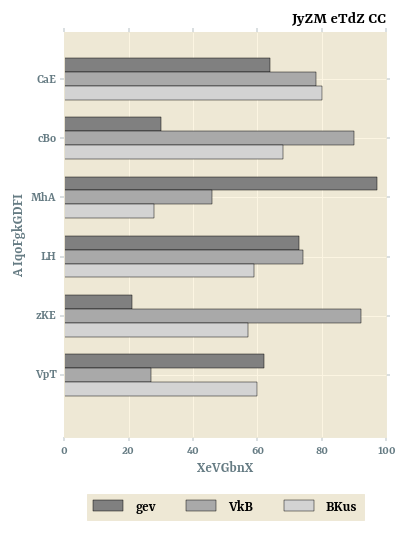 JyZM eTdZ CC
CaE
cBo
MhA
LH
zKE
VpT
AIqoFgkGDFI
0 20 40 60 80 100
XeVGbnX
gev VkB BKus